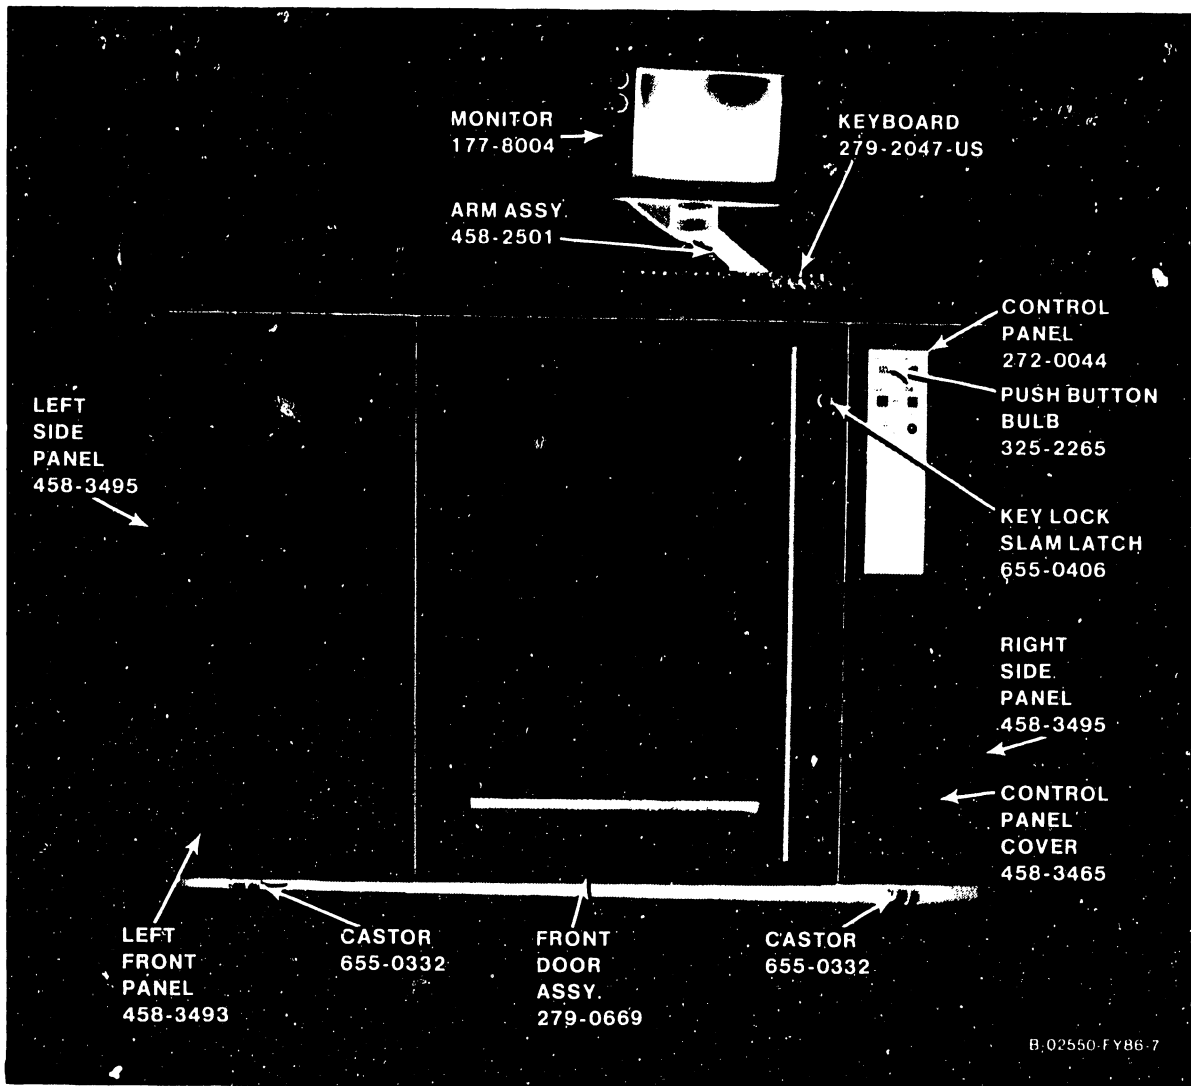 MONITOR
177-8004
KEYBOARD
279-2047-US
ARM ASSY.
458-2501
CONTROL
PANEL
272-0044
PUSH BUTTON
BULB
325-2265
LEFT
SIDE
PANEL
458-3495
KEY LOCK
SLAM LATCH
655-0406
RIGHT
SIDE
PANEL
458-3495
CONTROL
PANEL
COVER
458-3465
LEFT
FRONT
PANEL
458-3493
CASTOR
655-0332
FRONT
DOOR
ASSY.
279-0669
CASTOR
655-0332
B-02550-FY86-7